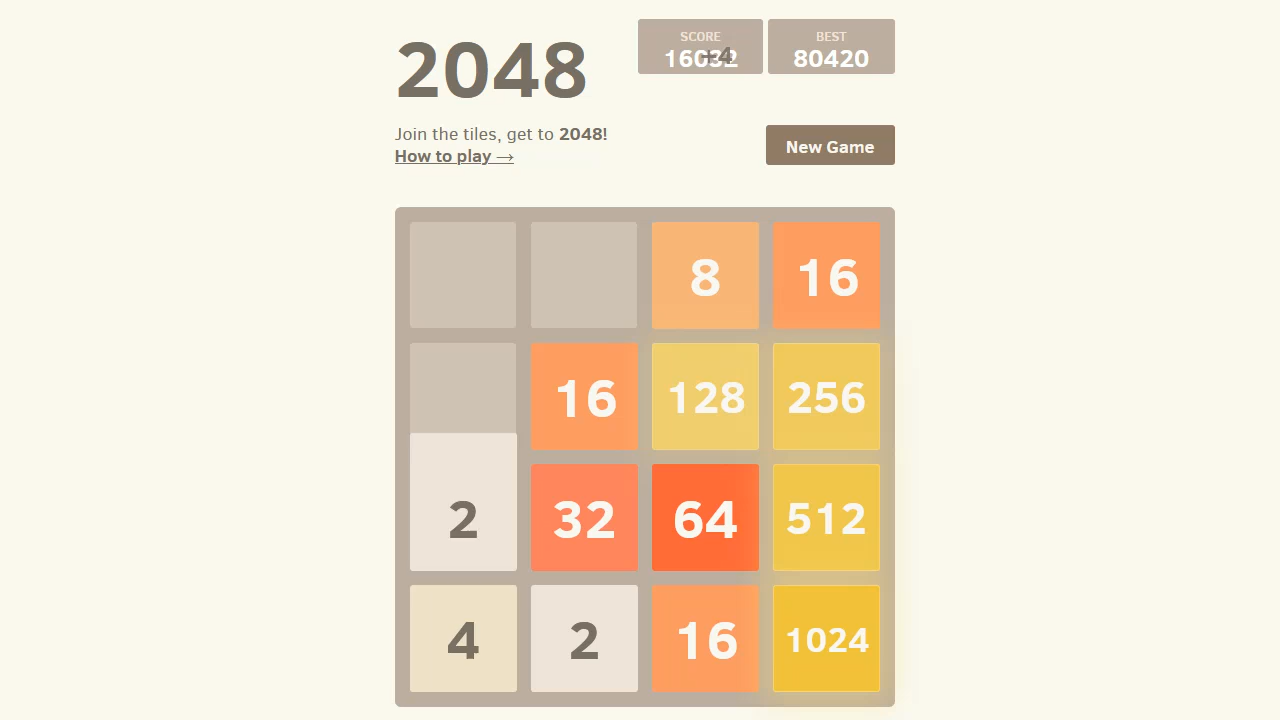 2048
SCORE
BEST
80420
+4
Join the tiles, get to 2048!
How to play →
New Game
8 16
16 128 256
2 32 64 512
4 2 16 1024